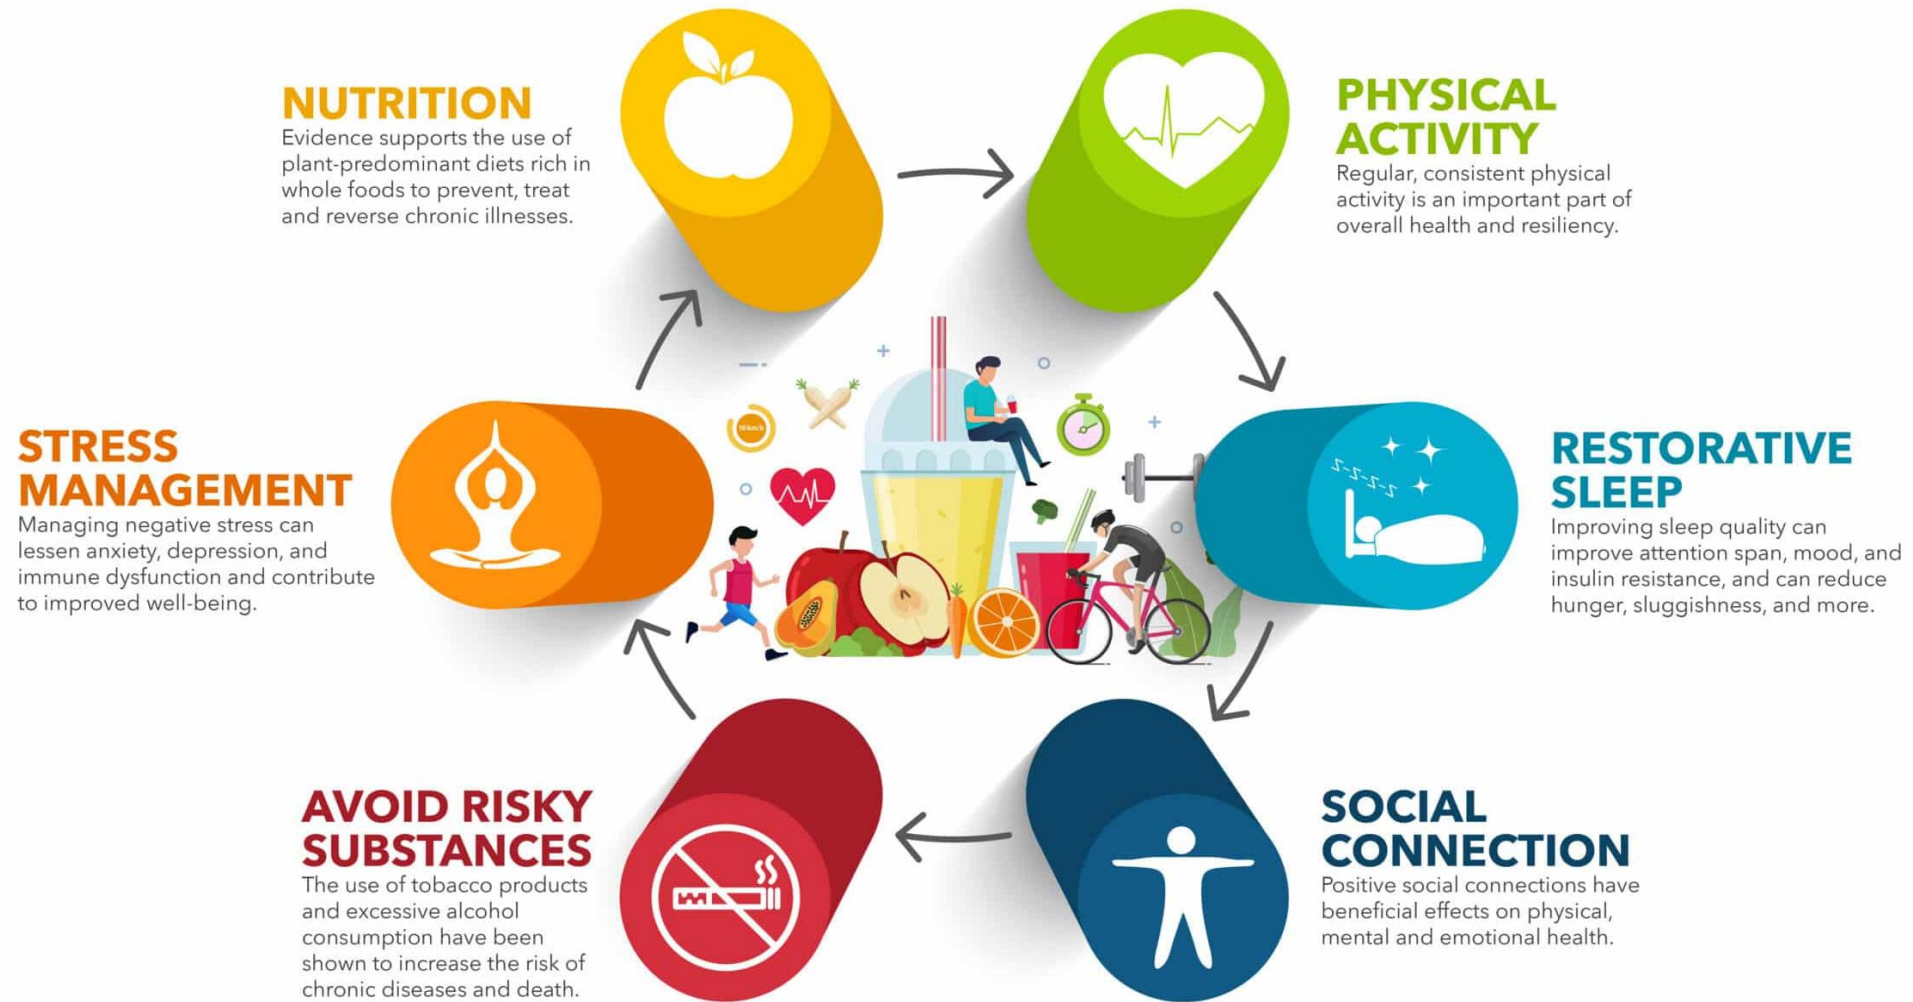 NUTRITION
Evidence supports the use of
plant-predominant diets rich in
whole foods to prevent, treat
and reverse chronic illnesses.
PHYSICAL
ACTIVITY
Regular, consistent physical
activity is an important part of
overall health and resiliency.
RESTORATIVE
SLEEP
Improving sleep quality can
improve attention span, mood, and
insulin resistance, and can reduce
hunger, sluggishness, and more.
z-z-z-z-z
SOCIAL
CONNECTION
Positive social connections have
beneficial effects on physical,
mental and emotional health.
AVOID RISKY
SUBSTANCES
The use of tobacco products
and excessive alcohol
consumption have been
shown to increase the risk of
chronic diseases and death.
STRESS
MANAGEMENT
Managing negative stress can
lessen anxiety, depression, and
immune dysfunction and contribute
to improved well-being.